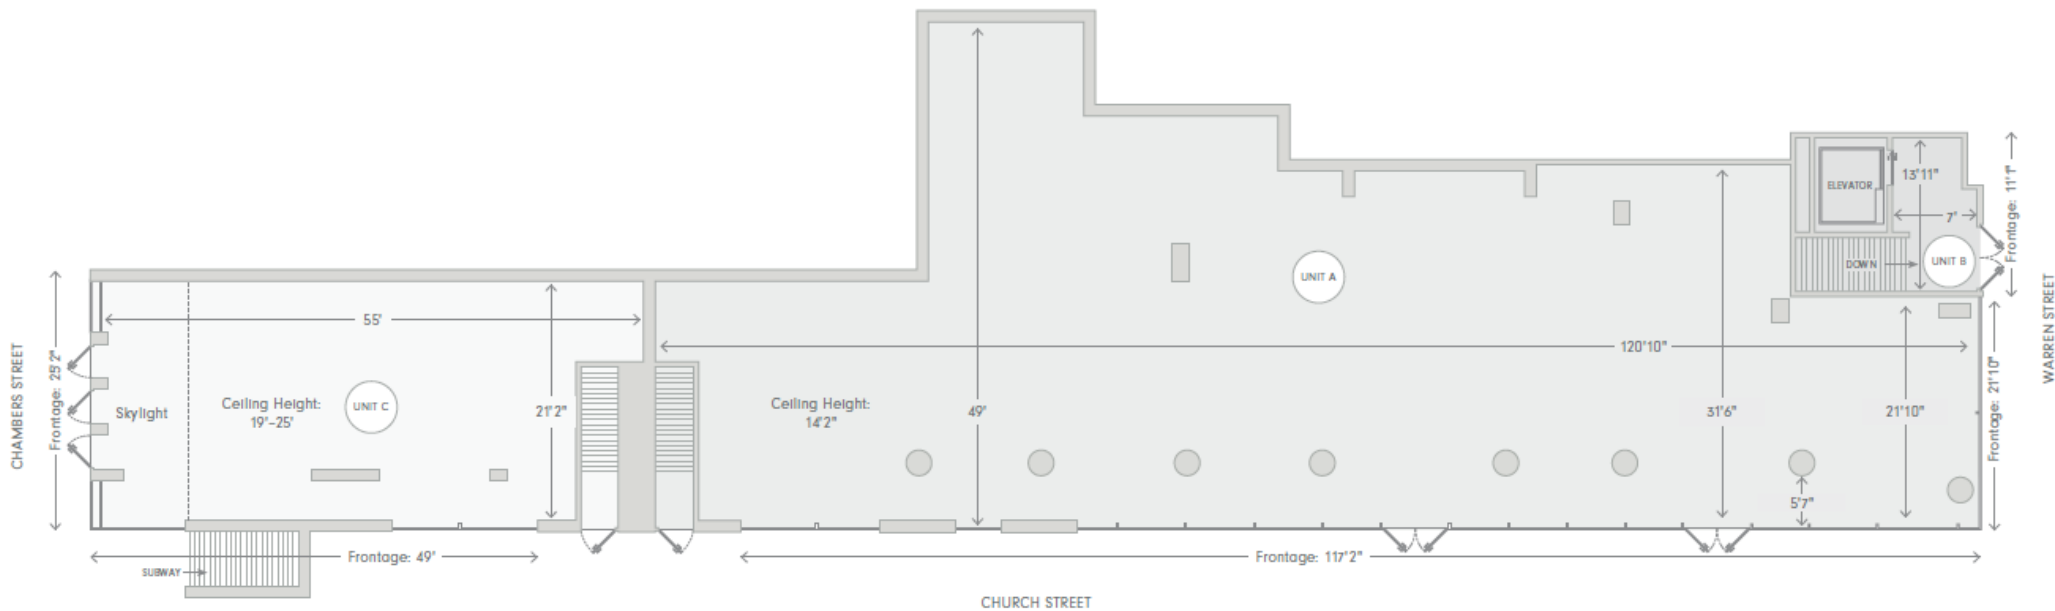 CHAMBERS STREET
Frontage: 25'2"
55'
Skylight
Ceiling Height:
19'-25'
UNIT C
21'2"
SUBWAY
Frontage: 49'
Ceiling Height:
14'2"
49'
UNIT A
120'10"
31'6"
21'10"
5'7"
Frontage: 117'2"
CHURCH STREET
ELEVATOR
13'11"
7'
DOWN
UNIT B
Frontage: 11'1"
Frontage: 21'10"
WARREN STREET